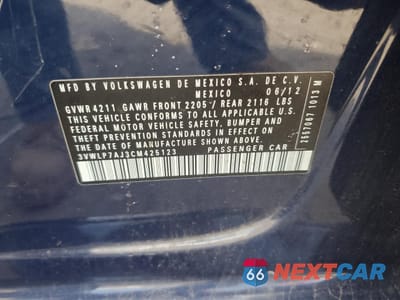 MFD BY VOLKSWAGEN DE MEXICO S.A. DE C.V.
MEXICO 06/12
GVWR 4211 GAWR FRONT 2205 / REAR 2116 LBS
THIS VEHICLE CONFORMS TO ALL APPLICABLE U.S.
FEDERAL MOTOR VEHICLE SAFETY, BUMPER AND
THEFT PREVENTION STANDARDS IN EFFECT ON THE
DATE OF MANUFACTURE SHOWN ABOVE
3VWLP7AJ3CM425123 PASSENGER CAR
2657067 1013 M
66 NEXTCAR